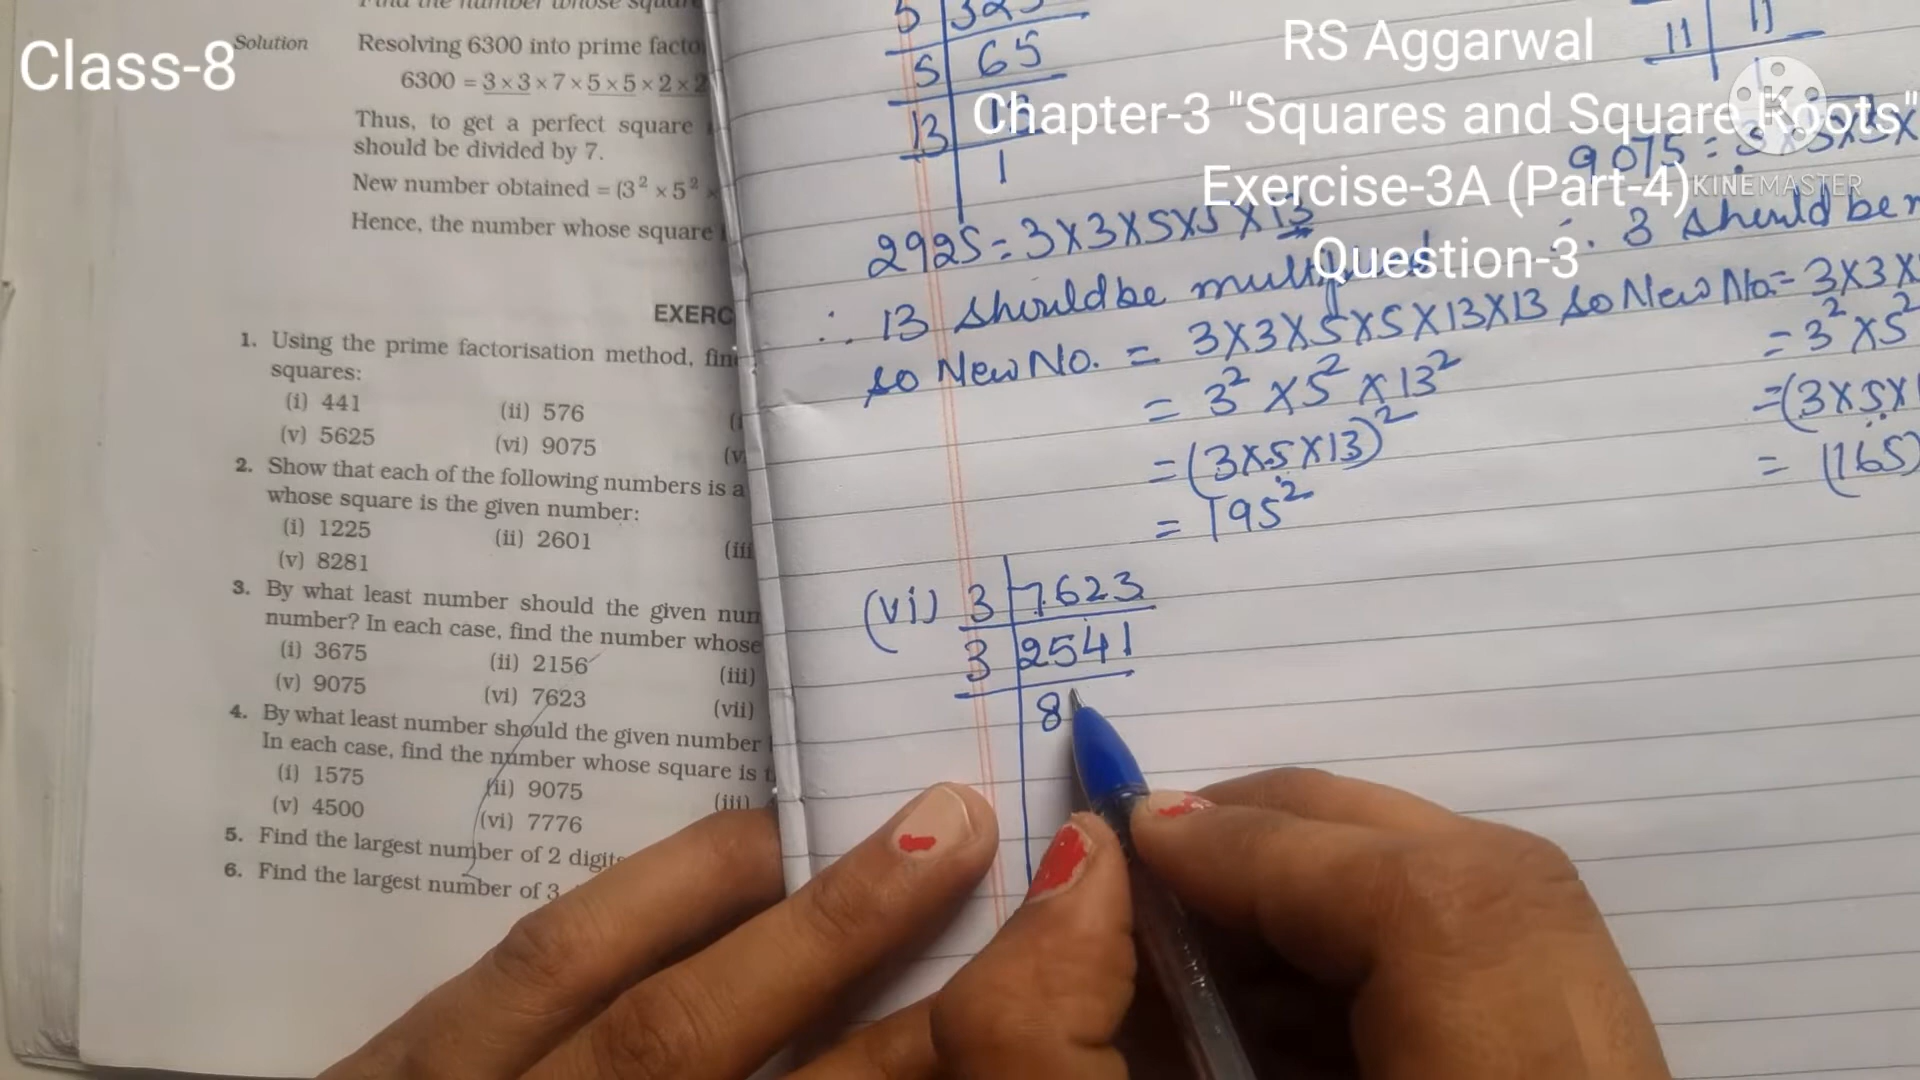 Class-8
RS Aggarwal
Chapter-3 "Squares and Square Roots"
Exercise-3A (Part-4)
Question-3
KINEMASTER
Solution Resolving 6300 into prime
6300 = 3 × 3 × 7 × 5 × 5 × 2 × 2
Thus, to get a perfect square
should be divided by 7.
New number obtained = (3² × 5²
Hence, the number whose square
1. Using the prime factorisation method,
squares:
(i) 441 (ii) 576
(v) 5625 (vi) 9075
2. Show that each of the following numbers is a
whose square is the given number:
(i) 1225 (ii) 2601 (iii
(v) 8281
3. By what least number should the given
number? In each case, find the number whose
(i) 3675 (ii) 2156 (iii)
(v) 9075 (vi) 7623 (vii)
4. By what least number should the given number
In each case, find the number whose square is
(i) 1575 (ii) 9075 (iii)
(v) 4500 (vi) 7776
5. Find the largest number of 2 digits
6. Find the largest number of 3
5 325
5 65
13 13
1
11 11
1
2925 = 3×3×5×5×13
∴ 13 should be
so New No. = 3×3×5×5×13×13
= 3² × 5² × 13²
= (3×5×13)²
= 195²
9075 = 3×
∴ 3 should be
so New No. = 3×3×
= 3² × 5²
= (3×5×
= (165)
(vi) 3 7623
3 2541
8